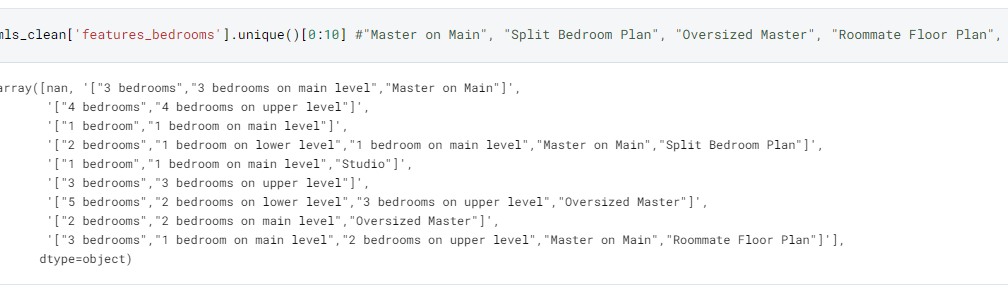 mls_clean['features_bedrooms'].unique()[0:10] #"Master on Main", "Split Bedroom Plan", "Oversized Master", "Roommate Floor Plan",
array([nan, '["3 bedrooms","3 bedrooms on main level","Master on Main"]',
'["4 bedrooms","4 bedrooms on upper level"]',
'["1 bedroom","1 bedroom on main level"]',
'["2 bedrooms","1 bedroom on lower level","1 bedroom on main level","Master on Main","Split Bedroom Plan"]',
'["1 bedroom","1 bedroom on main level","Studio"]',
'["3 bedrooms","3 bedrooms on upper level"]',
'["5 bedrooms","2 bedrooms on lower level","3 bedrooms on upper level","Oversized Master"]',
'["2 bedrooms","2 bedrooms on main level","Oversized Master"]',
'["3 bedrooms","1 bedroom on main level","2 bedrooms on upper level","Master on Main","Roommate Floor Plan"]'],
dtype=object)